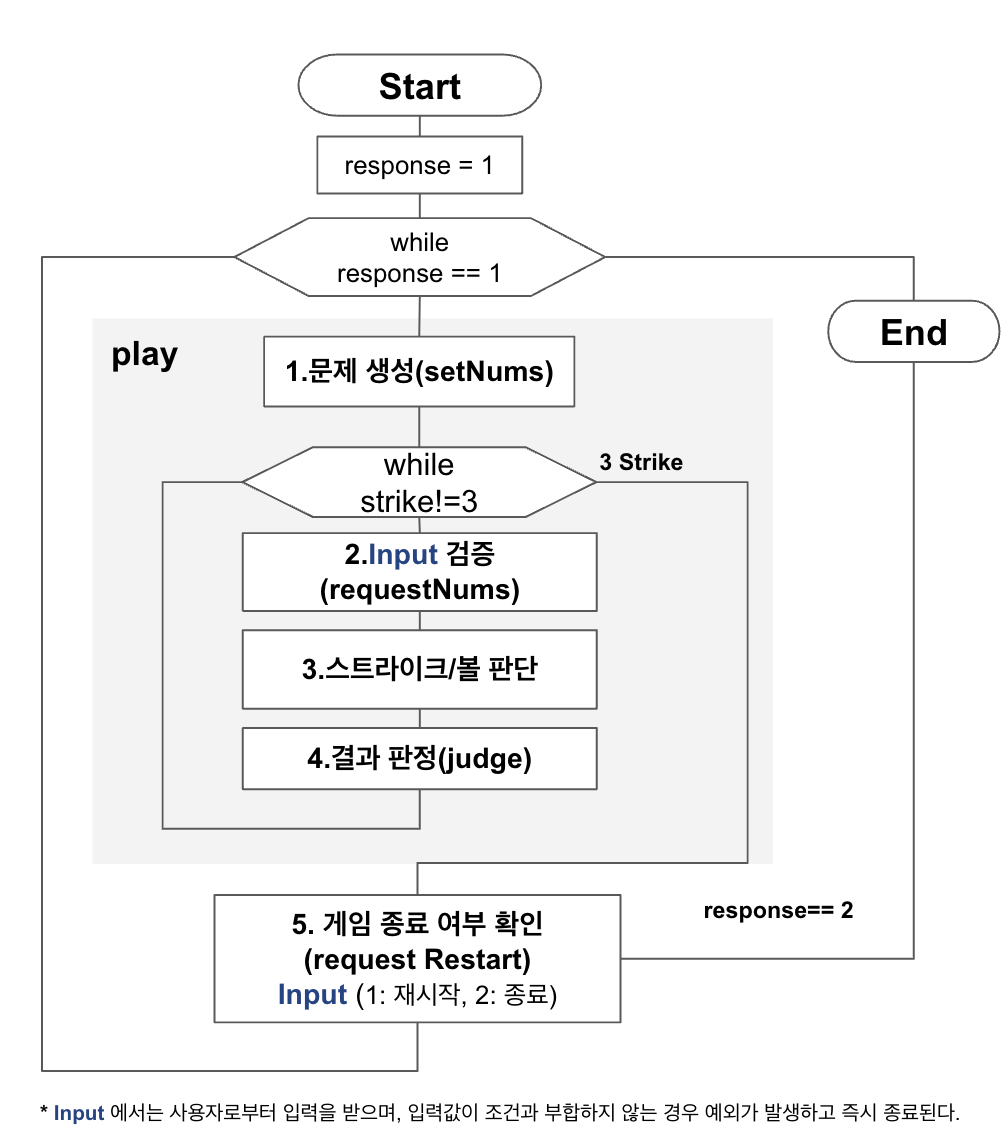 Start
response = 1
while
response == 1
End
play
1.문제 생성(setNums)
while
strike!=3
3 Strike
2.Input 검증
(requestNums)
3.스트라이크/볼 판단
4.결과 판정(judge)
response== 2
5. 게임 종료 여부 확인
(request Restart)
Input (1: 재시작, 2: 종료)
* Input 에서는 사용자로부터 입력을 받으며, 입력값이 조건과 부합하지 않는 경우 예외가 발생하고 즉시 종료된다.